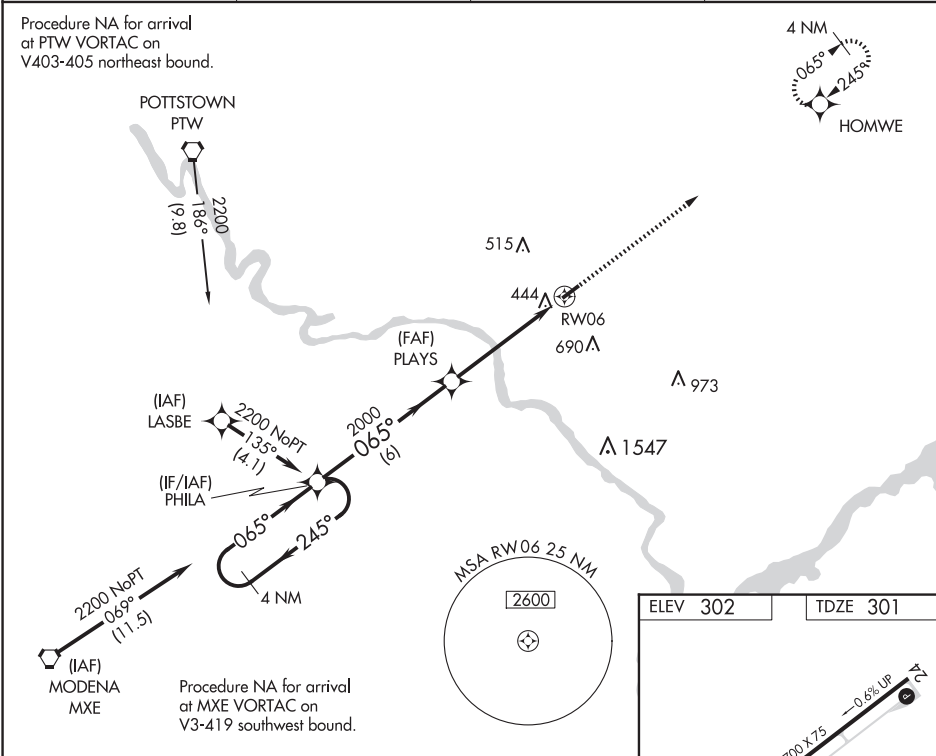 Procedure NA for arrival
at PTW VORTAC on
V403-405 northeast bound.
4 NM
065°
245°
HOMWE
POTTSTOWN
PTW
2200
186°
(9.8)
515
444
RW06
690
(FAF)
PLAYS
973
(IAF)
LASBE
2200 NoPT
135°
(4.1)
2000
065°
(6)
1547
(IF/IAF)
PHILA
065°
245°
4 NM
MSA RW06 25 NM
2600
2200 NoPT
069°
(11.5)
(IAF)
MODENA
MXE
Procedure NA for arrival
at MXE VORTAC on
V3-419 southwest bound.
ELEV 302
TDZE 301
24
0.6% UP
P
700 X 75